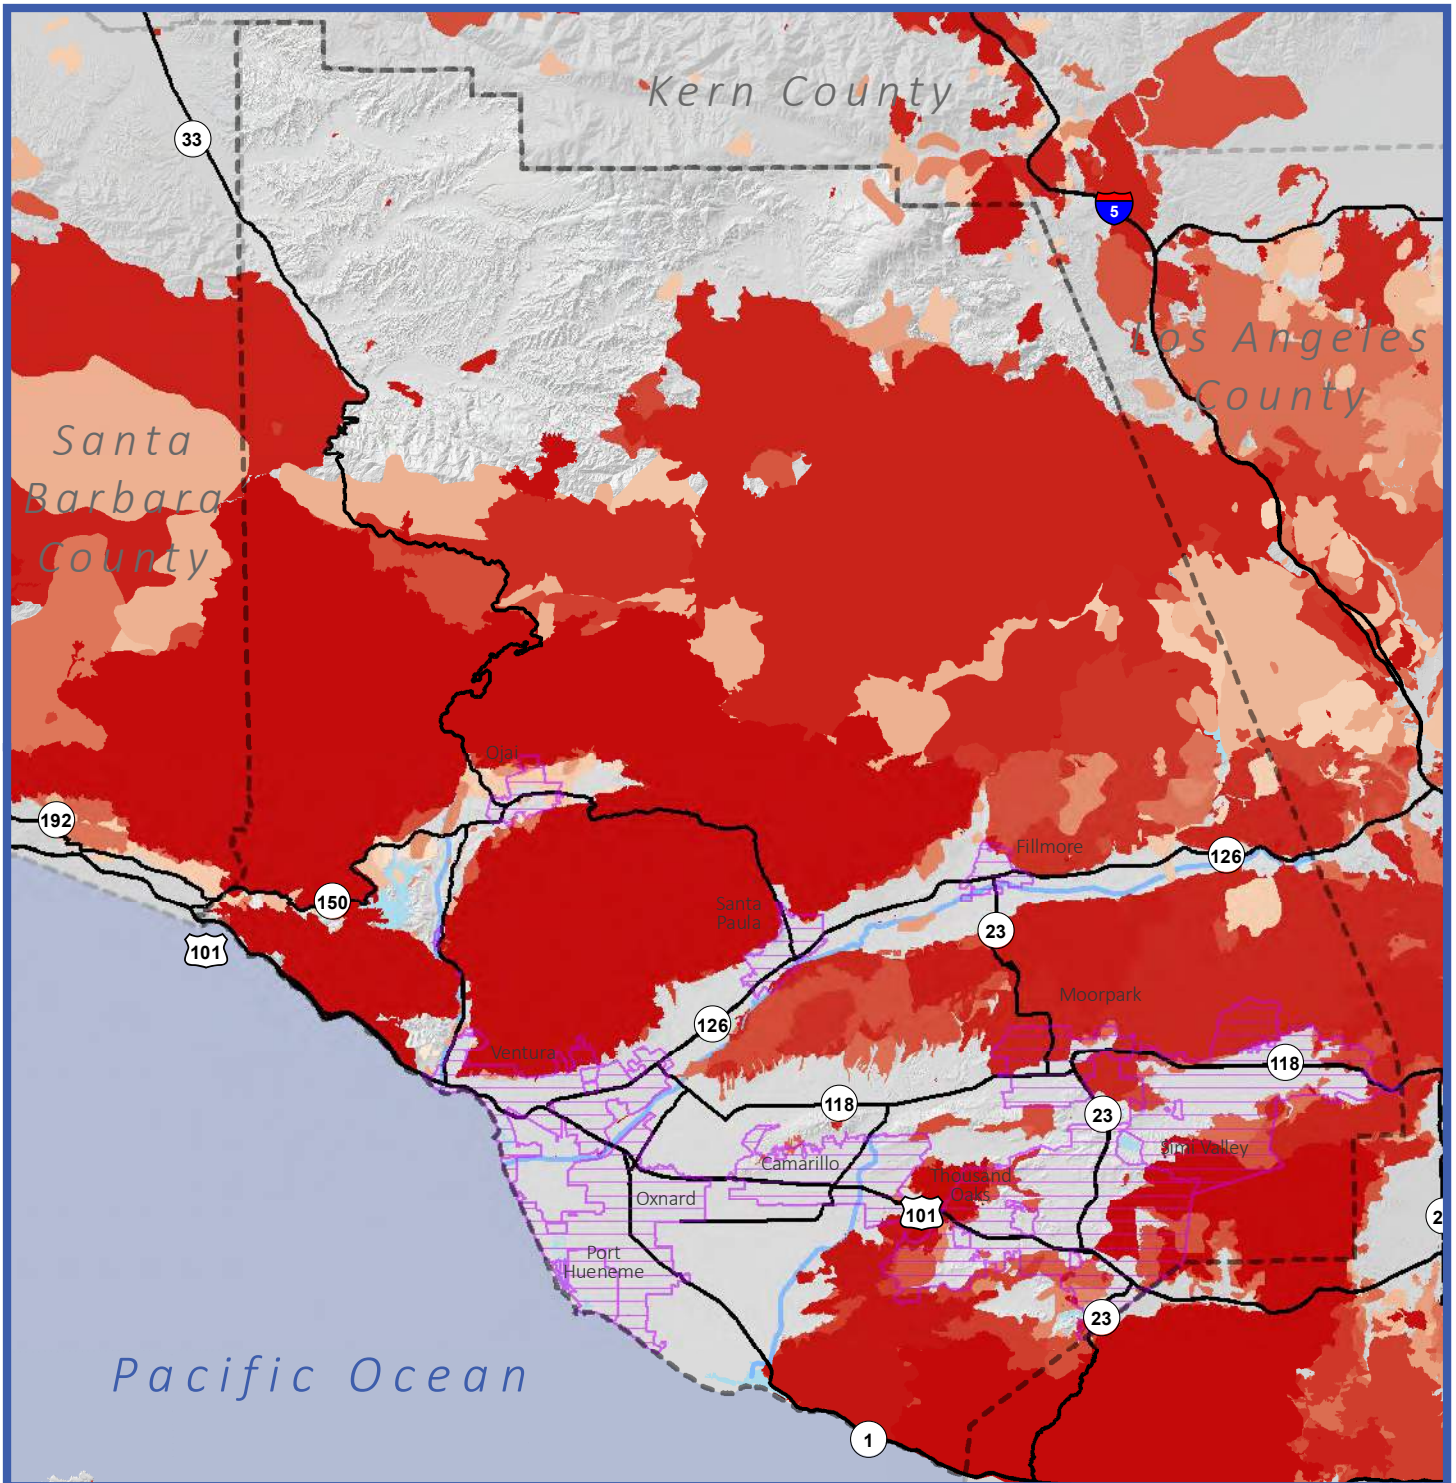 Kern County
33
5
Los Angeles
County
Santa
Barbara
County
Ojai
192
Fillmore
126
150
Santa
Paula
23
101
Moorpark
126
Ventura
118
118
23
Simi Valley
Camarillo
Thousand
Oaks
Oxnard
101
2
Port
Hueneme
23
Pacific Ocean
1